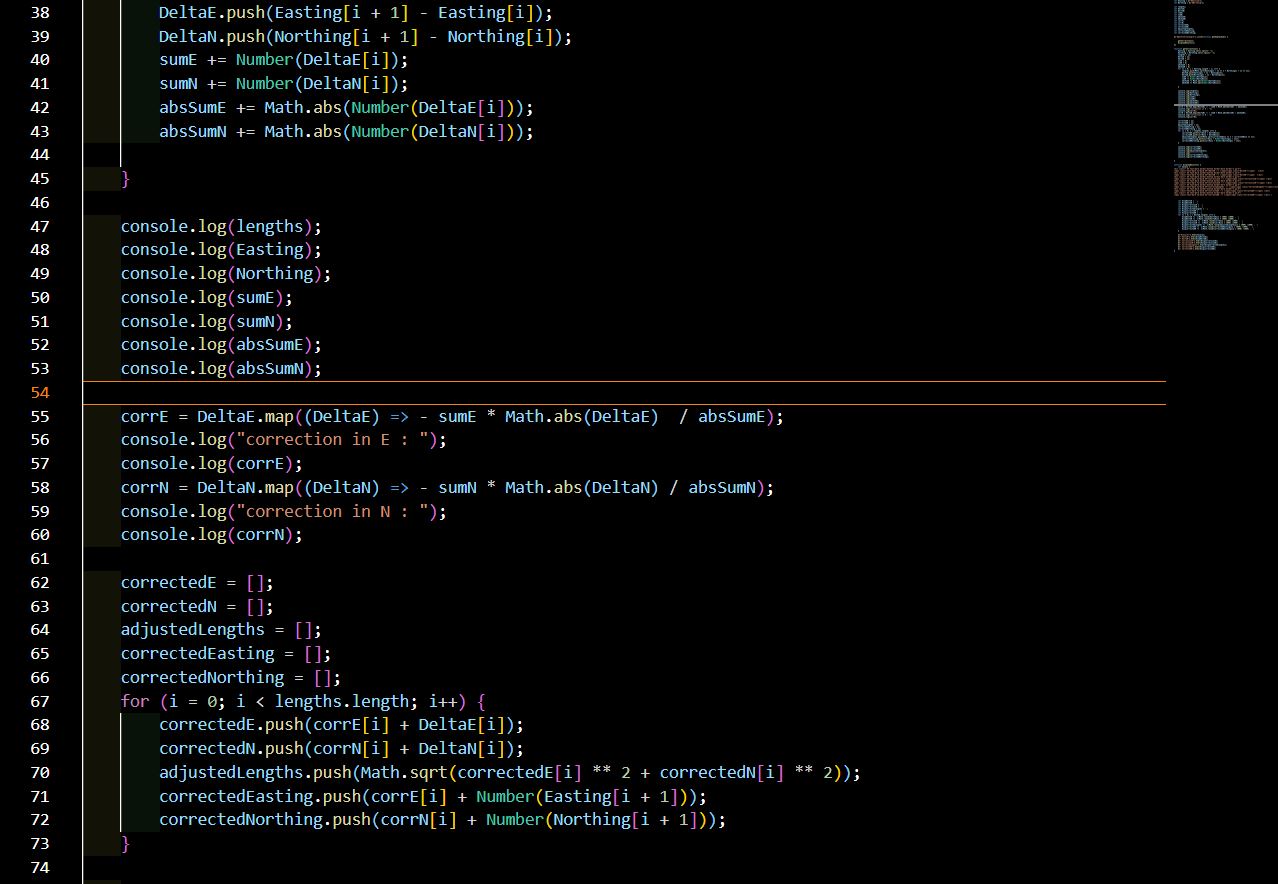 38 DeltaE.push(Easting[i + 1] - Easting[i]);
39 DeltaN.push(Northing[i + 1] - Northing[i]);
40 sumE += Number(DeltaE[i]);
41 sumN += Number(DeltaN[i]);
42 absSumE += Math.abs(Number(DeltaE[i]));
43 absSumN += Math.abs(Number(DeltaN[i]));
44
45 }
46
47 console.log(lengths);
48 console.log(Easting);
49 console.log(Northing);
50 console.log(sumE);
51 console.log(sumN);
52 console.log(absSumE);
53 console.log(absSumN);
54
55 corrE = DeltaE.map((DeltaE) => - sumE * Math.abs(DeltaE)  / absSumE);
56 console.log("correction in E : ");
57 console.log(corrE);
58 corrN = DeltaN.map((DeltaN) => - sumN * Math.abs(DeltaN) / absSumN);
59 console.log("correction in N : ");
60 console.log(corrN);
61
62 correctedE = [];
63 correctedN = [];
64 adjustedLengths = [];
65 correctedEasting = [];
66 correctedNorthing = [];
67 for (i = 0; i < lengths.length; i++) {
68 correctedE.push(corrE[i] + DeltaE[i]);
69 correctedN.push(corrN[i] + DeltaN[i]);
70 adjustedLengths.push(Math.sqrt(correctedE[i] ** 2 + correctedN[i] ** 2));
71 correctedEasting.push(corrE[i] + Number(Easting[i + 1]));
72 correctedNorthing.push(corrN[i] + Number(Northing[i + 1]));
73 }
74